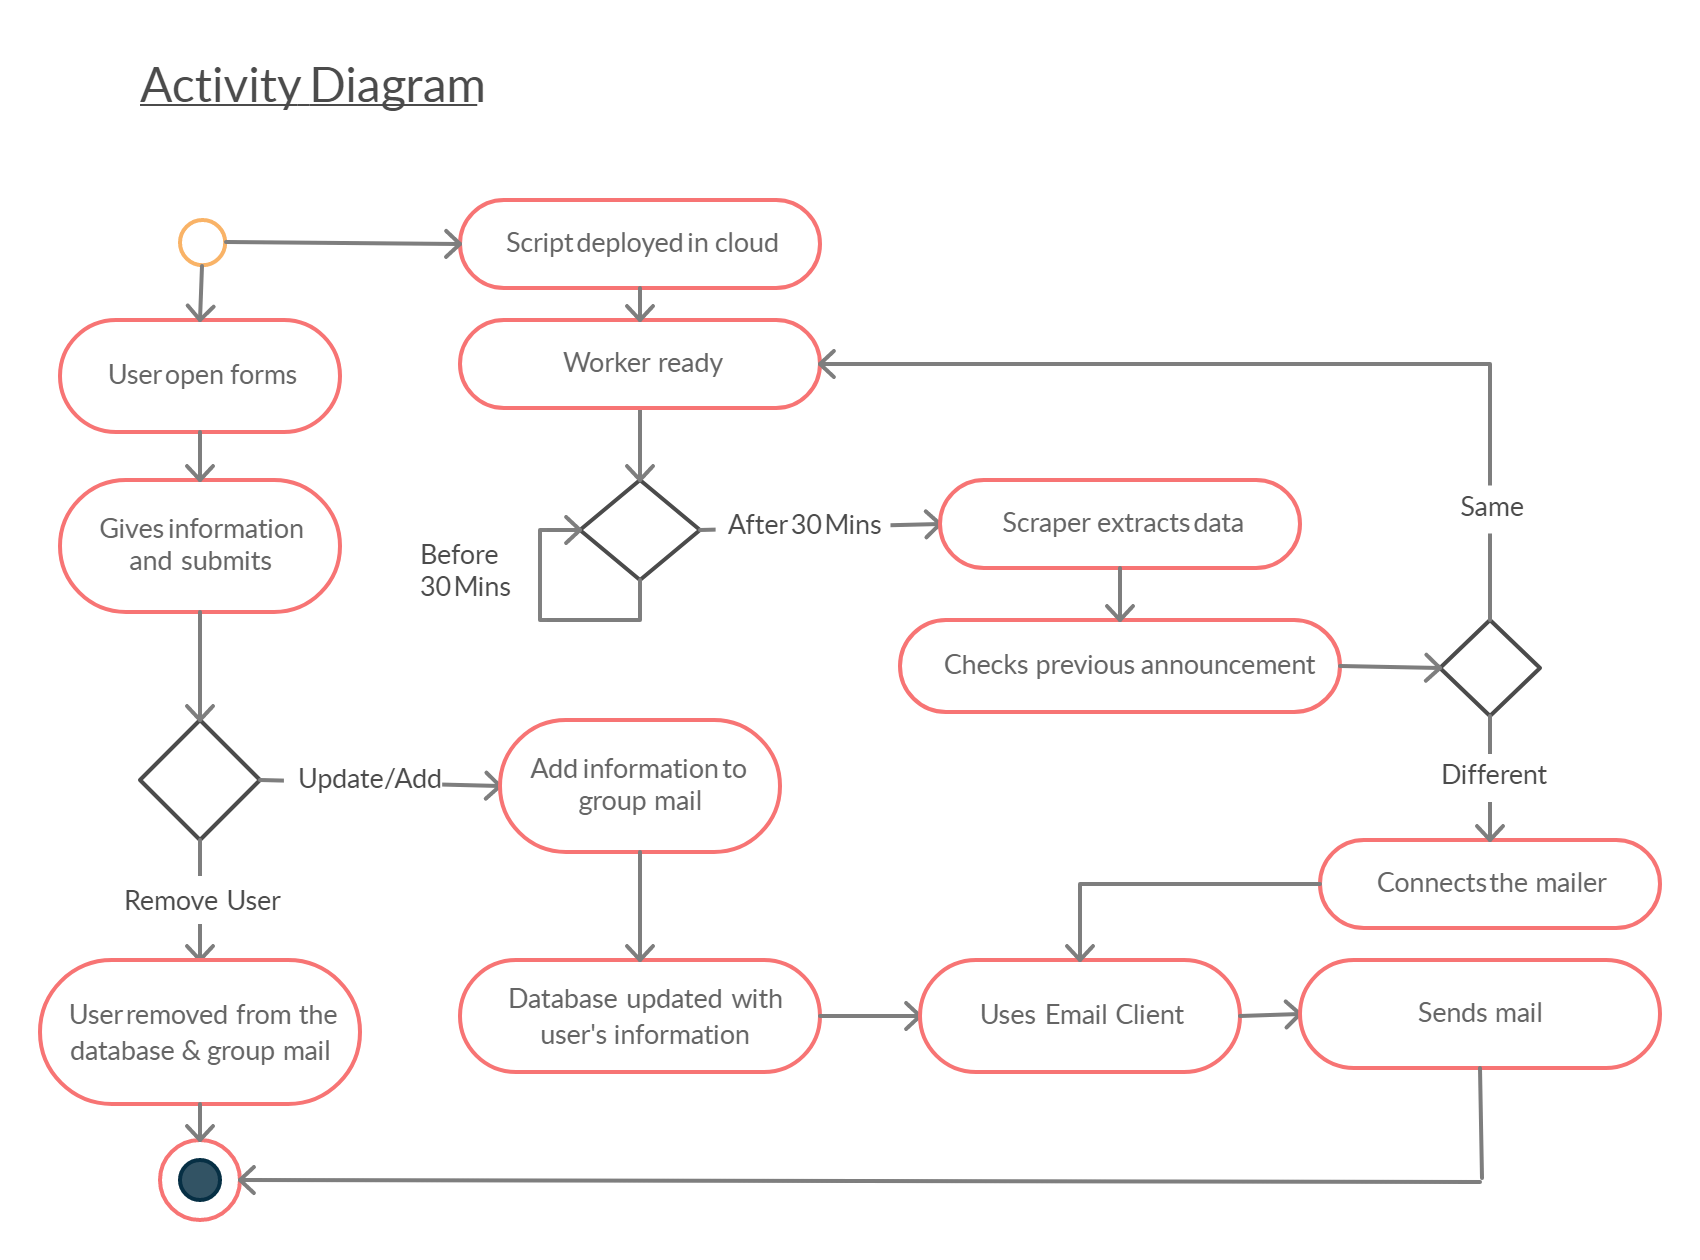 Activity Diagram
Script deployed in cloud
User open forms
Worker ready
Gives information
and submits
Before
30 Mins
After 30 Mins
Scraper extracts data
Same
Checks previous announcement
Update/Add
Add information to
group mail
Different
Remove User
Connects the mailer
User removed from the
database & group mail
Database updated with
user's information
Uses Email Client
Sends mail